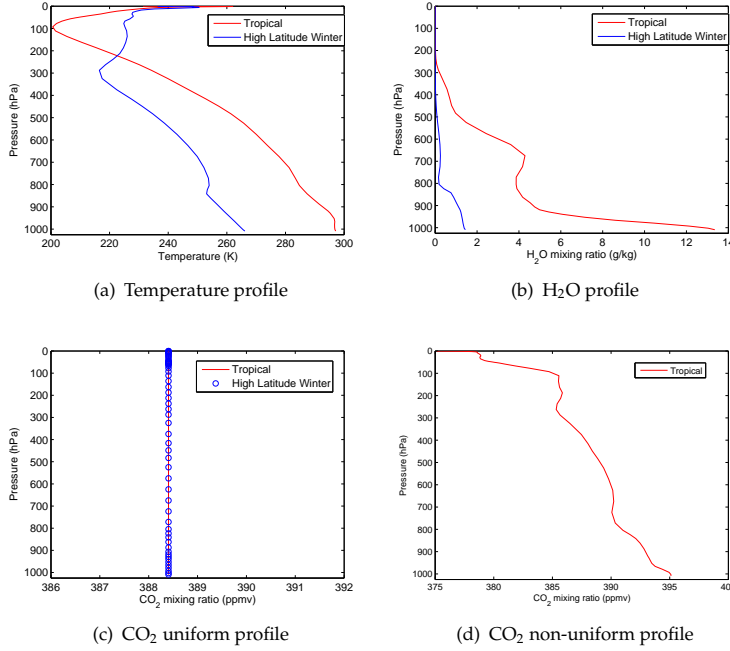 0
100
200
300
400
500
600
700
800
900
1000
Pressure (hPa)
200 220 240 260 280 300
Temperature (K)
Tropical
High Latitude Winter
(a) Temperature profile
0
100
200
300
400
500
600
700
800
900
1000
Pressure (hPa)
0 2 4 6 8 10 12 14
H2O mixing ratio (g/kg)
Tropical
High Latitude Winter
(b) H2O profile
0
100
200
300
400
500
600
700
800
900
1000
Pressure (hPa)
386 387 388 389 390 391 392
CO2 mixing ratio (ppmv)
Tropical
High Latitude Winter
(c) CO2 uniform profile
0
100
200
300
400
500
600
700
800
900
1000
Pressure (hPa)
375 380 385 390 395 40
CO2 mixing ratio (ppmv)
Tropical
(d) CO2 non-uniform profile